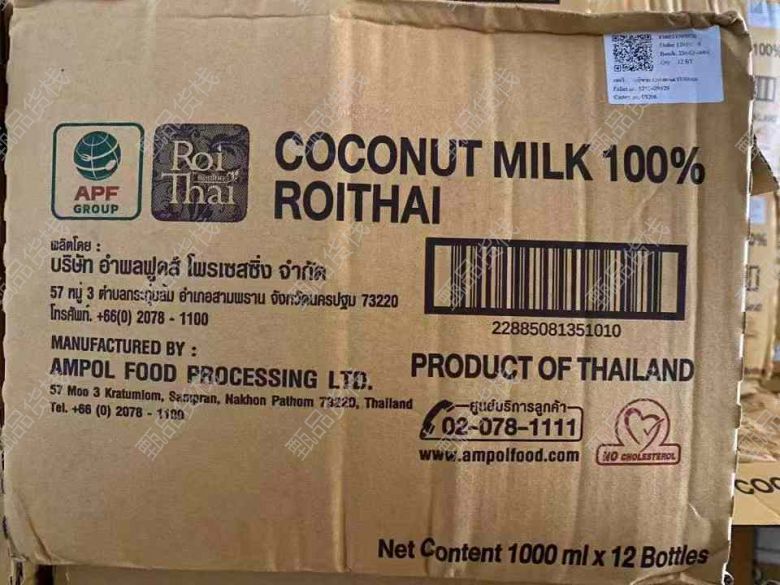 APF
GROUP
Roi
Thai
COCONUT MILK 100%
ROITHAI
ผลิตโดย :
บริษัท อำพลฟูดส์ โพรเซสซิ่ง จำกัด
57 หมู่ 3 ตำบลกระทุ่มล้ม อำเภอสามพราน จังหวัดนครปฐม 73220
โทรศัพท์. +66(0) 2078 - 1100
MANUFACTURED BY :
AMPOL FOOD PROCESSING LTD.
57 Moo 3 Kratumlom, Sampran, Nakhon Pathom 73220, Thailand
Tel. +66 (0) 2078 - 1100
22885081351010
PRODUCT OF THAILAND
ศูนย์บริการลูกค้า
02-078-1111
www.ampolfood.com
NO CHOLESTEROL
Net Content 1000 ml x 12 Bottles
甄品货栈